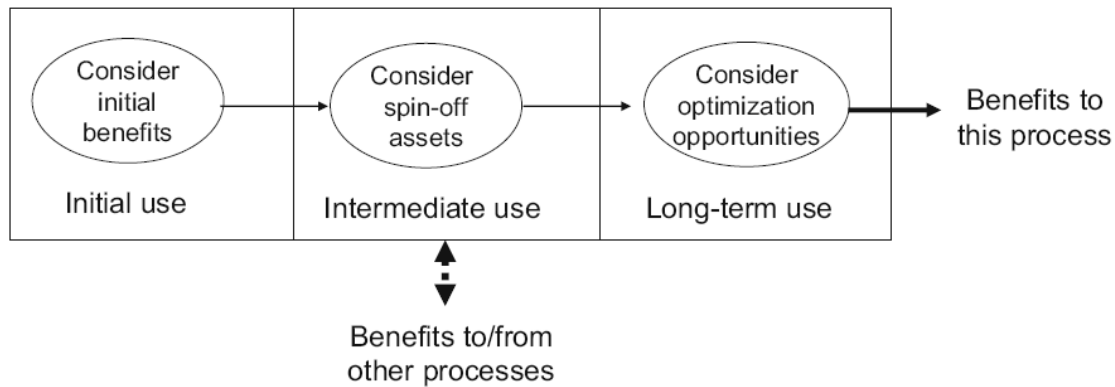 Consider
initial
benefits
Initial use
Consider
spin-off
assets
Intermediate use
Consider
optimization
opportunities
Long-term use
Benefits to
this process
Benefits to/from
other processes